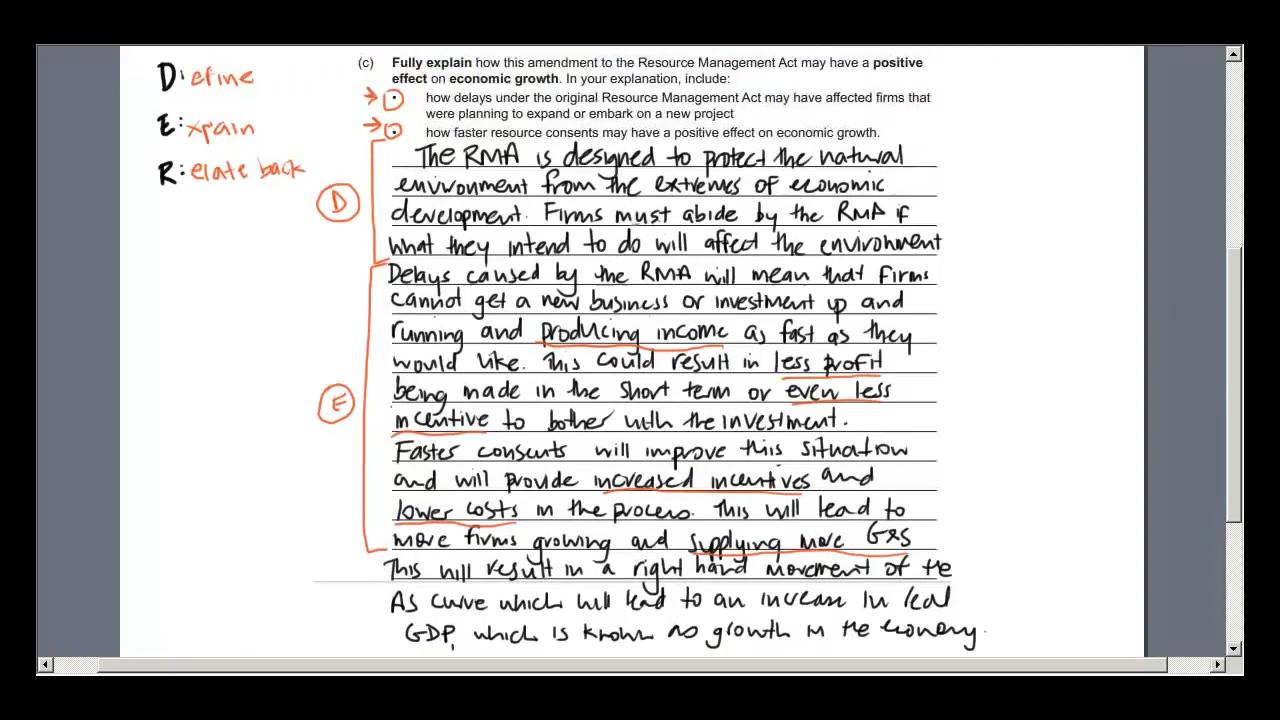 D: efine
E: xplain
R: elate back
(c) Fully explain how this amendment to the Resource Management Act may have a positive
effect on economic growth. In your explanation, include:
• how delays under the original Resource Management Act may have affected firms that
were planning to expand or embark on a new project
• how faster resource consents may have a positive effect on economic growth.
D
The RMA is designed to protect the natural
environment from the extremes of economic
development. Firms must abide by the RMA if
what they intend to do will affect the environment
E
Delays caused by the RMA will mean that firms
cannot get a new business or investment up and
running and producing income as fast as they
would like. This could result in less profit
being made in the short term or even less
incentive to bother with the investment.
Faster consents will improve this situation
and will provide increased incentives and
lower costs in the process. This will lead to
more firms growing and supplying more G&S
This will result in a right hand movement of the
AS curve which will lead to an increase in real
GDP, which is known as growth in the economy.